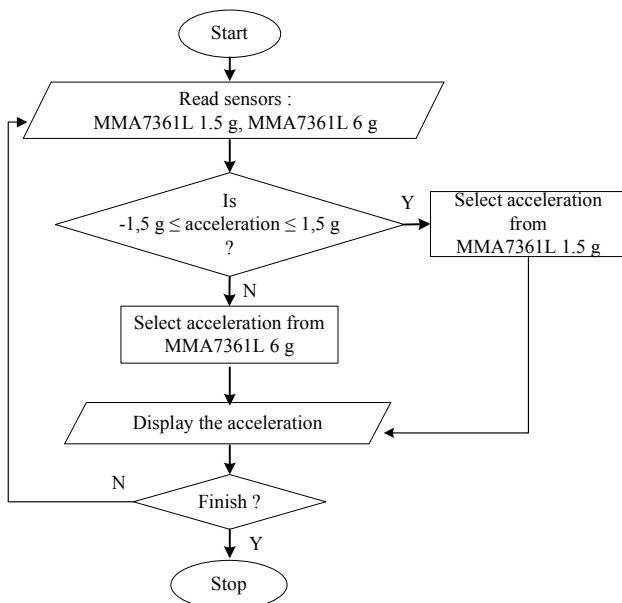 Start
Read sensors :
MMA7361L 1.5 g, MMA7361L 6 g
Is
-1,5 g ≤ acceleration ≤ 1,5 g
?
Y
Select acceleration
from
MMA7361L 1.5 g
N
Select acceleration from
MMA7361L 6 g
Display the acceleration
N
Finish ?
Y
Stop